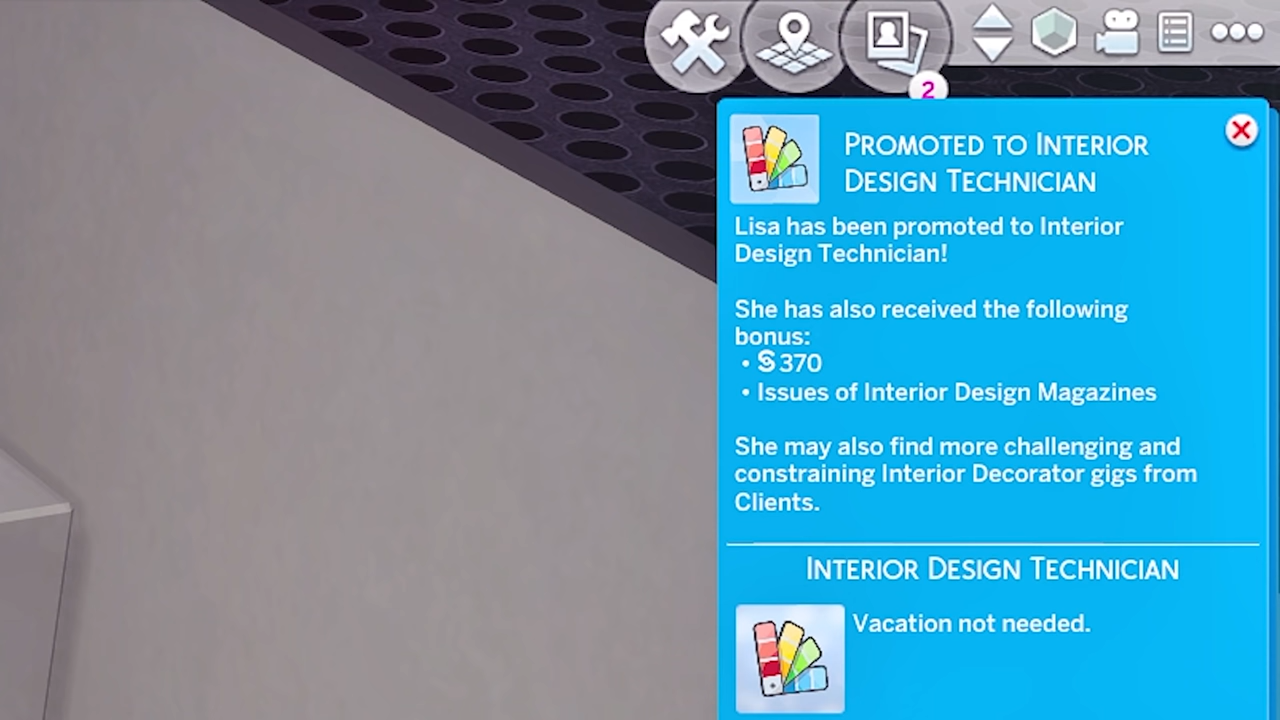 2
PROMOTED TO INTERIOR
DESIGN TECHNICIAN
Lisa has been promoted to Interior
Design Technician!
She has also received the following
bonus:
• §370
• Issues of Interior Design Magazines
She may also find more challenging and
constraining Interior Decorator gigs from
Clients.
INTERIOR DESIGN TECHNICIAN
Vacation not needed.